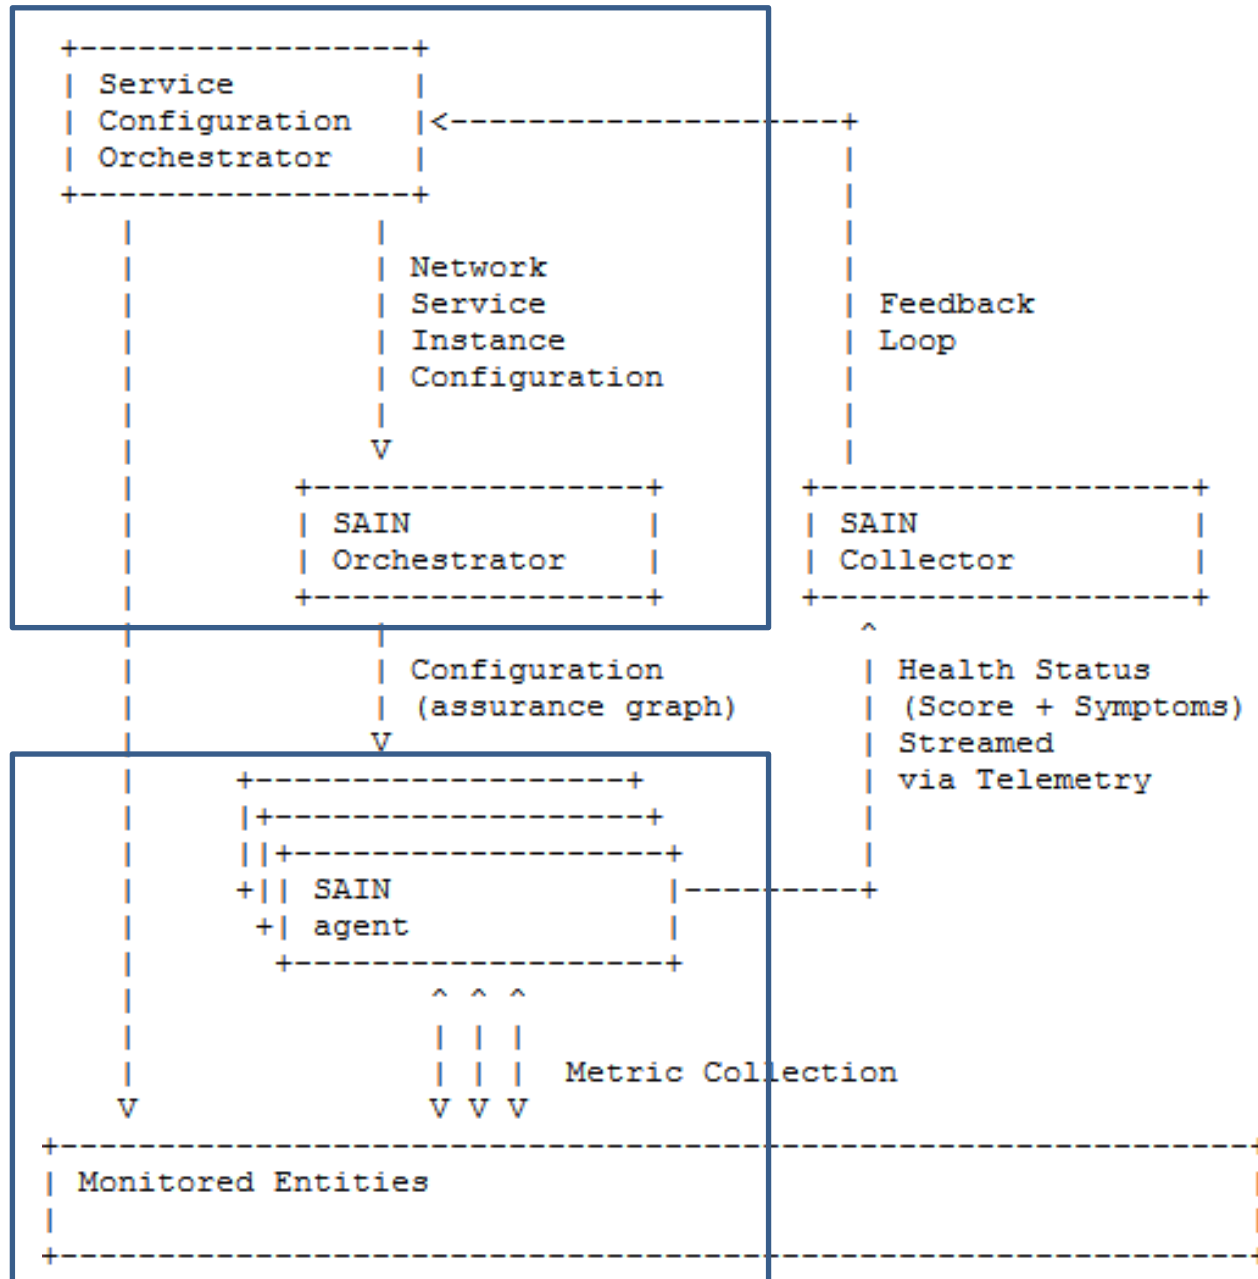 Service
Configuration
Orchestrator
Network
Service
Instance
Configuration
Feedback
Loop
SAIN
Orchestrator
SAIN
Collector
Configuration
(assurance graph)
Health Status
(Score + Symptoms)
Streamed
via Telemetry
SAIN
agent
Metric Collection
Monitored Entities